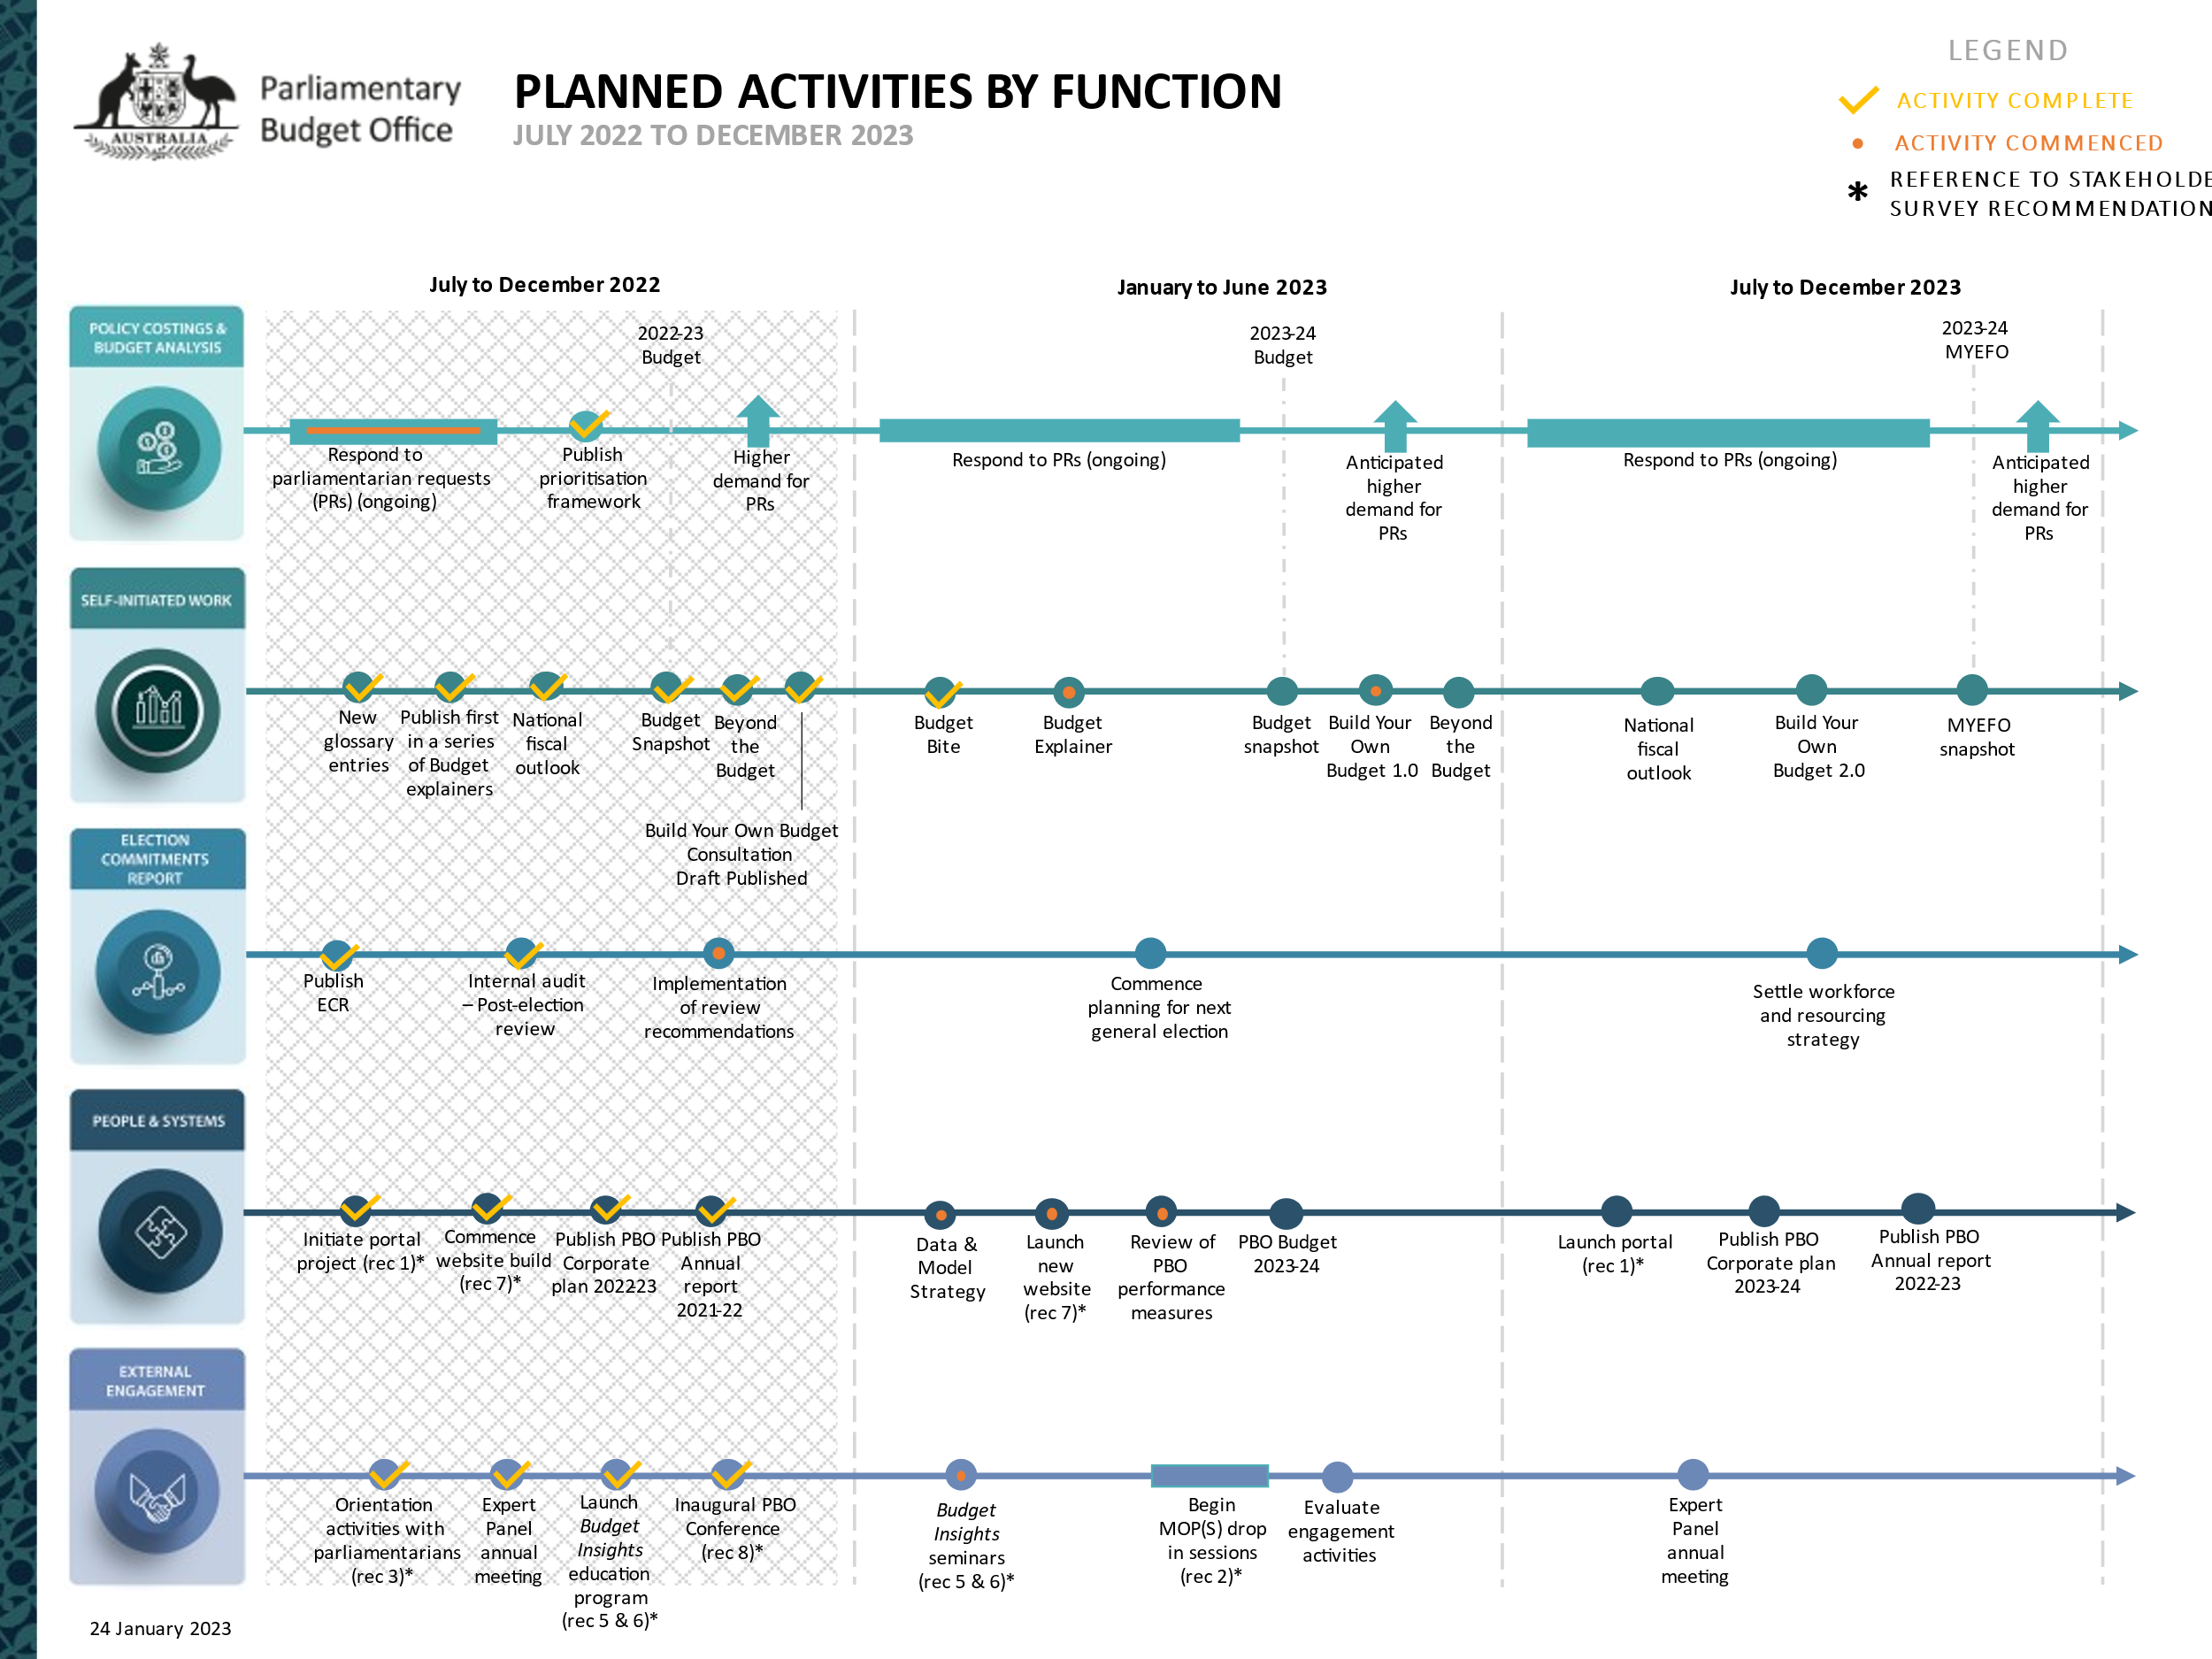 AUSTRALIA
Parliamentary
Budget Office
PLANNED ACTIVITIES BY FUNCTION
JULY 2022 TO DECEMBER 2023
LEGEND
ACTIVITY COMPLETE
ACTIVITY COMMENCED
* REFERENCE TO STAKEHOLDE
SURVEY RECOMMENDATION
July to December 2022
January to June 2023
July to December 2023
POLICY COSTINGS &
BUDGET ANALYSIS
2022-23
Budget
2023-24
Budget
2023-24
MYEFO
Respond to
parliamentarian requests
(PRs) (ongoing)
Publish
prioritisation
framework
Higher
demand for
PRs
Respond to PRs (ongoing)
Anticipated
higher
demand for
PRs
Respond to PRs (ongoing)
Anticipated
higher
demand for
PRs
SELF-INITIATED WORK
New
glossary
entries
Publish first
in a series
of Budget
explainers
National
fiscal
outlook
Budget
Snapshot
Beyond
the
Budget
Build Your Own Budget
Consultation
Draft Published
Budget
Bite
Budget
Explainer
Budget
snapshot
Build Your
Own
Budget 1.0
Beyond
the
Budget
National
fiscal
outlook
Build Your
Own
Budget 2.0
MYEFO
snapshot
ELECTION
COMMITMENTS
REPORT
Publish
ECR
Internal audit
– Post-election
review
Implementation
of review
recommendations
Commence
planning for next
general election
Settle workforce
and resourcing
strategy
PEOPLE & SYSTEMS
Initiate portal
project (rec 1)*
Commence
website build
(rec 7)*
Publish PBO
Corporate
plan 202223
Publish PBO
Annual
report
2021-22
Data &
Model
Strategy
Launch
new
website
(rec 7)*
Review of
PBO
performance
measures
PBO Budget
2023-24
Launch portal
(rec 1)*
Publish PBO
Corporate plan
2023-24
Publish PBO
Annual report
2022-23
EXTERNAL
ENGAGEMENT
Orientation
activities with
parliamentarians
(rec 3)*
Expert
Panel
annual
meeting
Launch
Budget
Insights
education
program
(rec 5 & 6)*
Inaugural PBO
Conference
(rec 8)*
Budget
Insights
seminars
(rec 5 & 6)*
Begin
MOP(S) drop
in sessions
(rec 2)*
Evaluate
engagement
activities
Expert
Panel
annual
meeting
24 January 2023